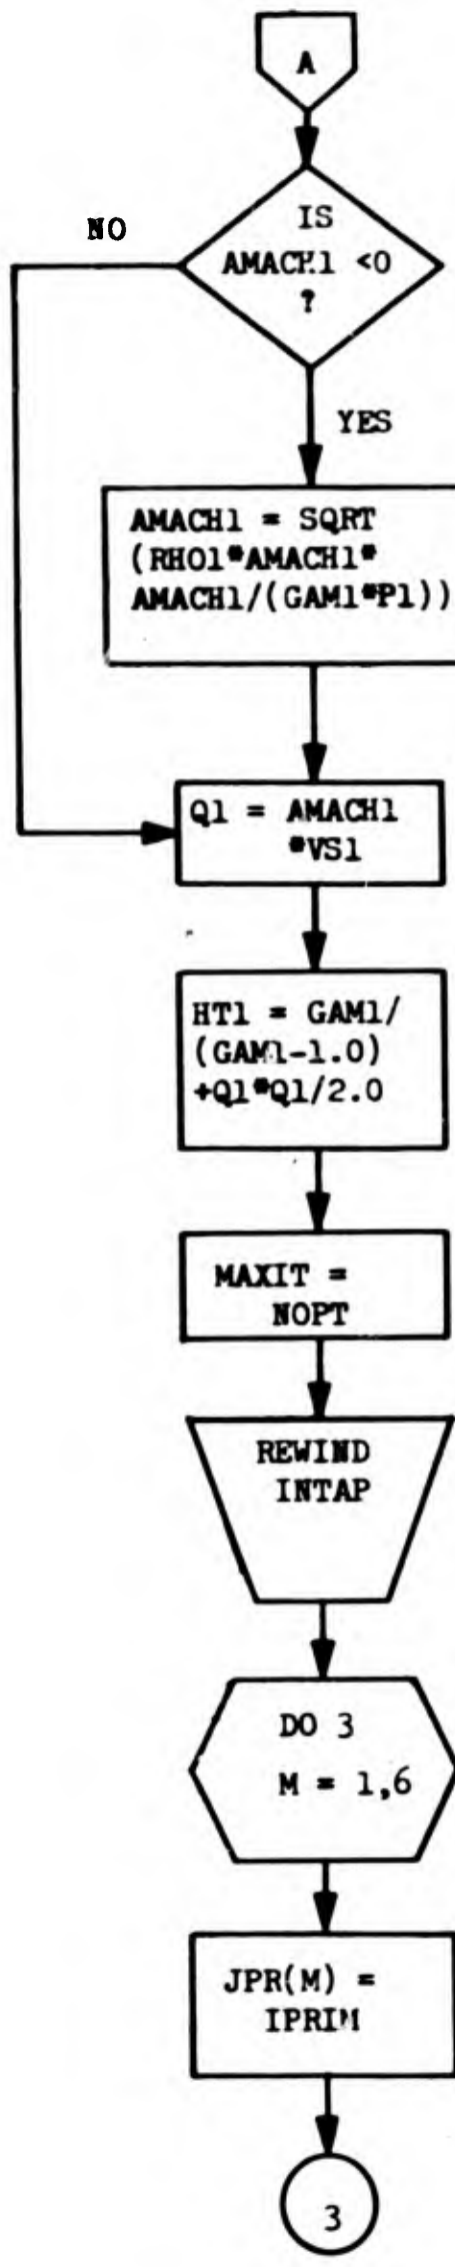 A
IS
AMACH1 <0
?
NO
YES
AMACH1 = SQRT
(RHO1*AMACH1*
AMACH1/(GAM1*P1))
Q1 = AMACH1
*VS1
HT1 = GAM1/
(GAM1-1.0)
+Q1*Q1/2.0
MAXIT =
NOPT
REWIND
INTAP
DO 3
M = 1,6
JPR(M) =
IPRIM
3